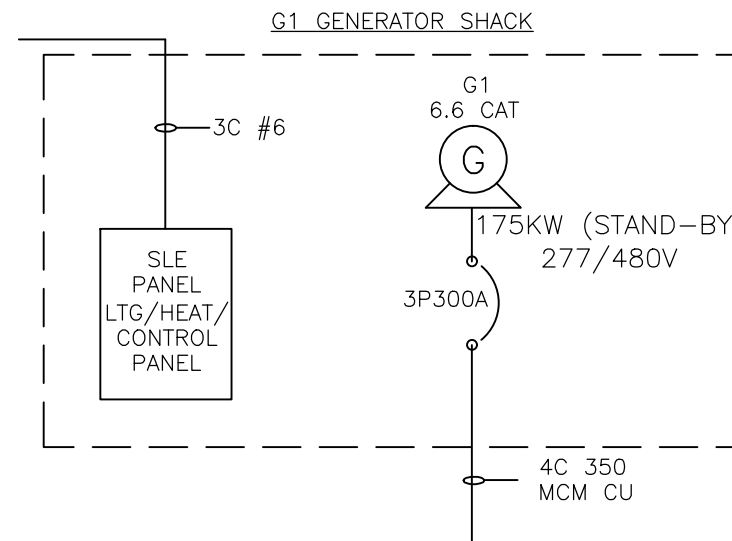 G1 GENERATOR SHACK
G1
6.6 CAT
3C #6
G
175KW (STAND-BY
277/480V
SLE
PANEL
LTG/HEAT/
CONTROL
PANEL
3P300A
4C 350
MCM CU